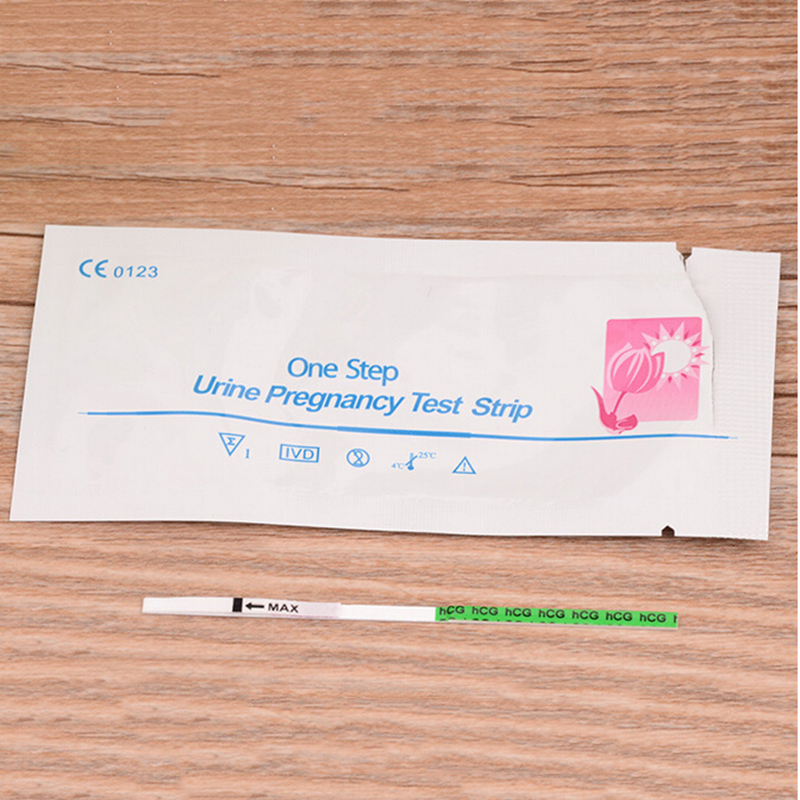 CE 0123
One Step
Urine Pregnancy Test Strip
Σ I
IVD
2
4℃
25℃
MAX
hCG hCG hCG hCG hCG hCG hCG